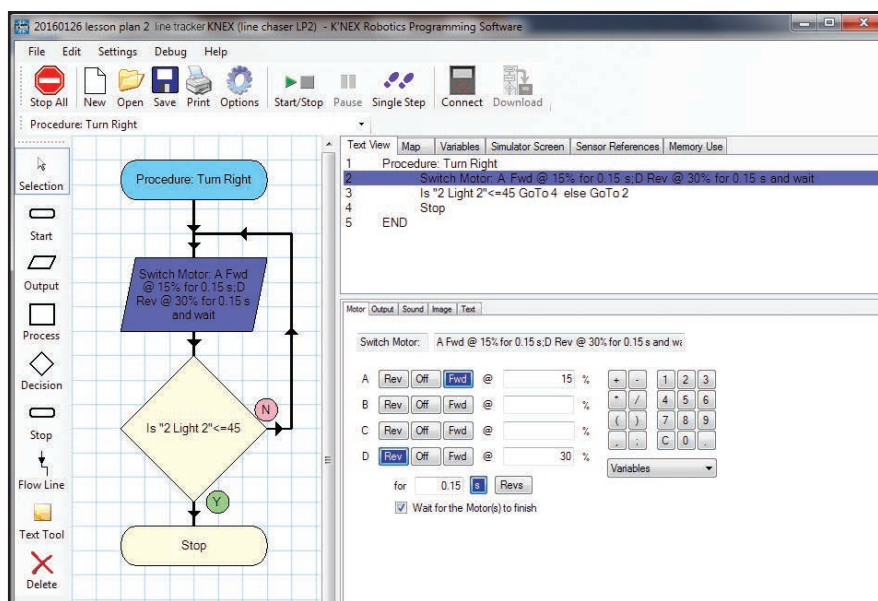 20160126 lesson plan 2 line tracker KNEX (line chaser LP2) - K'NEX Robotics Programming Software
File Edit Settings Debug Help
STOP
Stop All New Open Save Print Options Start/Stop Pause Single Step Connect Download
Procedure: Turn Right
Selection
Start
Output
Process
Decision
Stop
Flow Line
Text Tool
Delete
Procedure: Turn Right
Switch Motor: A Fwd
@ 15% for 0.15 s;D
Rev @ 30% for 0.15 s
and wait
Is "2 Light 2"<=45
N
Y
Stop
Text View Map Variables Simulator Screen Sensor References Memory Use
1 Procedure: Turn Right
2 Switch Motor: A Fwd @ 15% for 0.15 s;D Rev @ 30% for 0.15 s and wait
3 Is "2 Light 2"<=45 GoTo 4 else GoTo 2
4 Stop
5 END
Motor Output Sound Image Text
Switch Motor: A Fwd @ 15% for 0.15 s;D Rev @ 30% for 0.15 s and wa
A Rev Off Fwd @ 15 %
B Rev Off Fwd @ %
C Rev Off Fwd @ %
D Rev Off Fwd @ 30 %
for 0.15 s Revs
Wait for the Motor(s) to finish
+ - 1 2 3
* / 4 5 6
( ) 7 8 9
, ; C 0 .
Variables